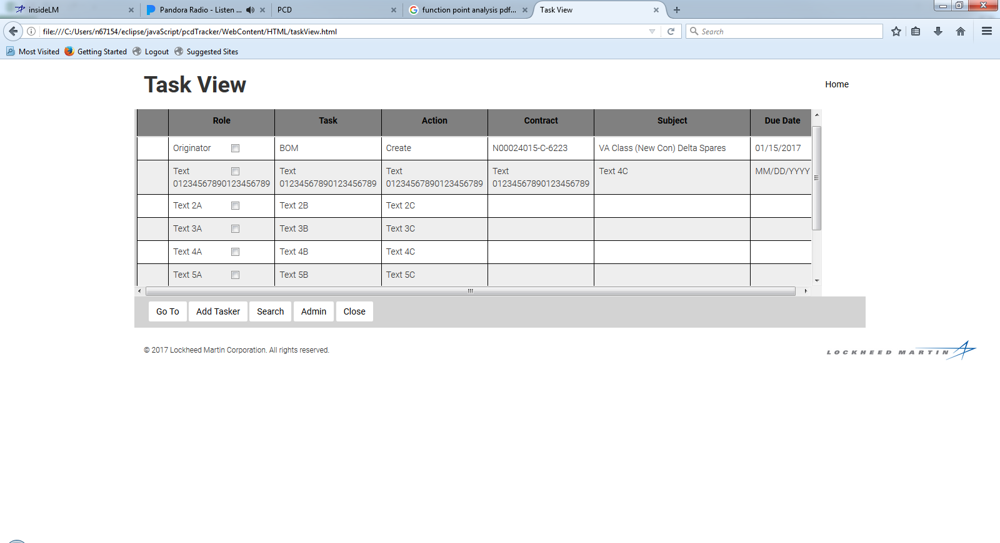 insideLM
Pandora Radio - Listen ...
PCD
function point analysis pdf...
Task View
file:///C:/Users/n67154/eclipse/javaScript/pcdTracker/WebContent/HTML/taskView.html
Search
Most Visited Getting Started Logout Suggested Sites
Task View
Home
Role Task Action Contract Subject Due Date
Originator BOM Create N00024015-C-6223 VA Class (New Con) Delta Spares 01/15/2017
Text Text Text Text Text 4C MM/DD/YYYY
01234567890123456789 01234567890123456789 01234567890123456789 01234567890123456789
Text 2A Text 2B Text 2C
Text 3A Text 3B Text 3C
Text 4A Text 4B Text 4C
Text 5A Text 5B Text 5C
Go To Add Tasker Search Admin Close
© 2017 Lockheed Martin Corporation. All rights reserved.
LOCKHEED MARTIN